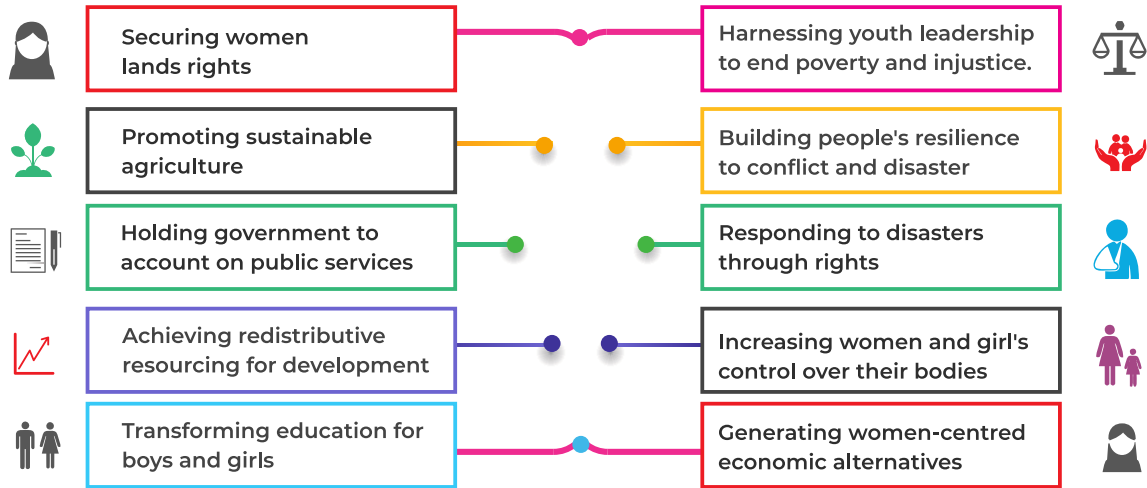 Securing women
lands rights
Promoting sustainable
agriculture
Holding government to
account on public services
Achieving redistributive
resourcing for development
Transforming education for
boys and girls
Harnessing youth leadership
to end poverty and injustice.
Building people's resilience
to conflict and disaster
Responding to disasters
through rights
Increasing women and girl's
control over their bodies
Generating women-centred
economic alternatives